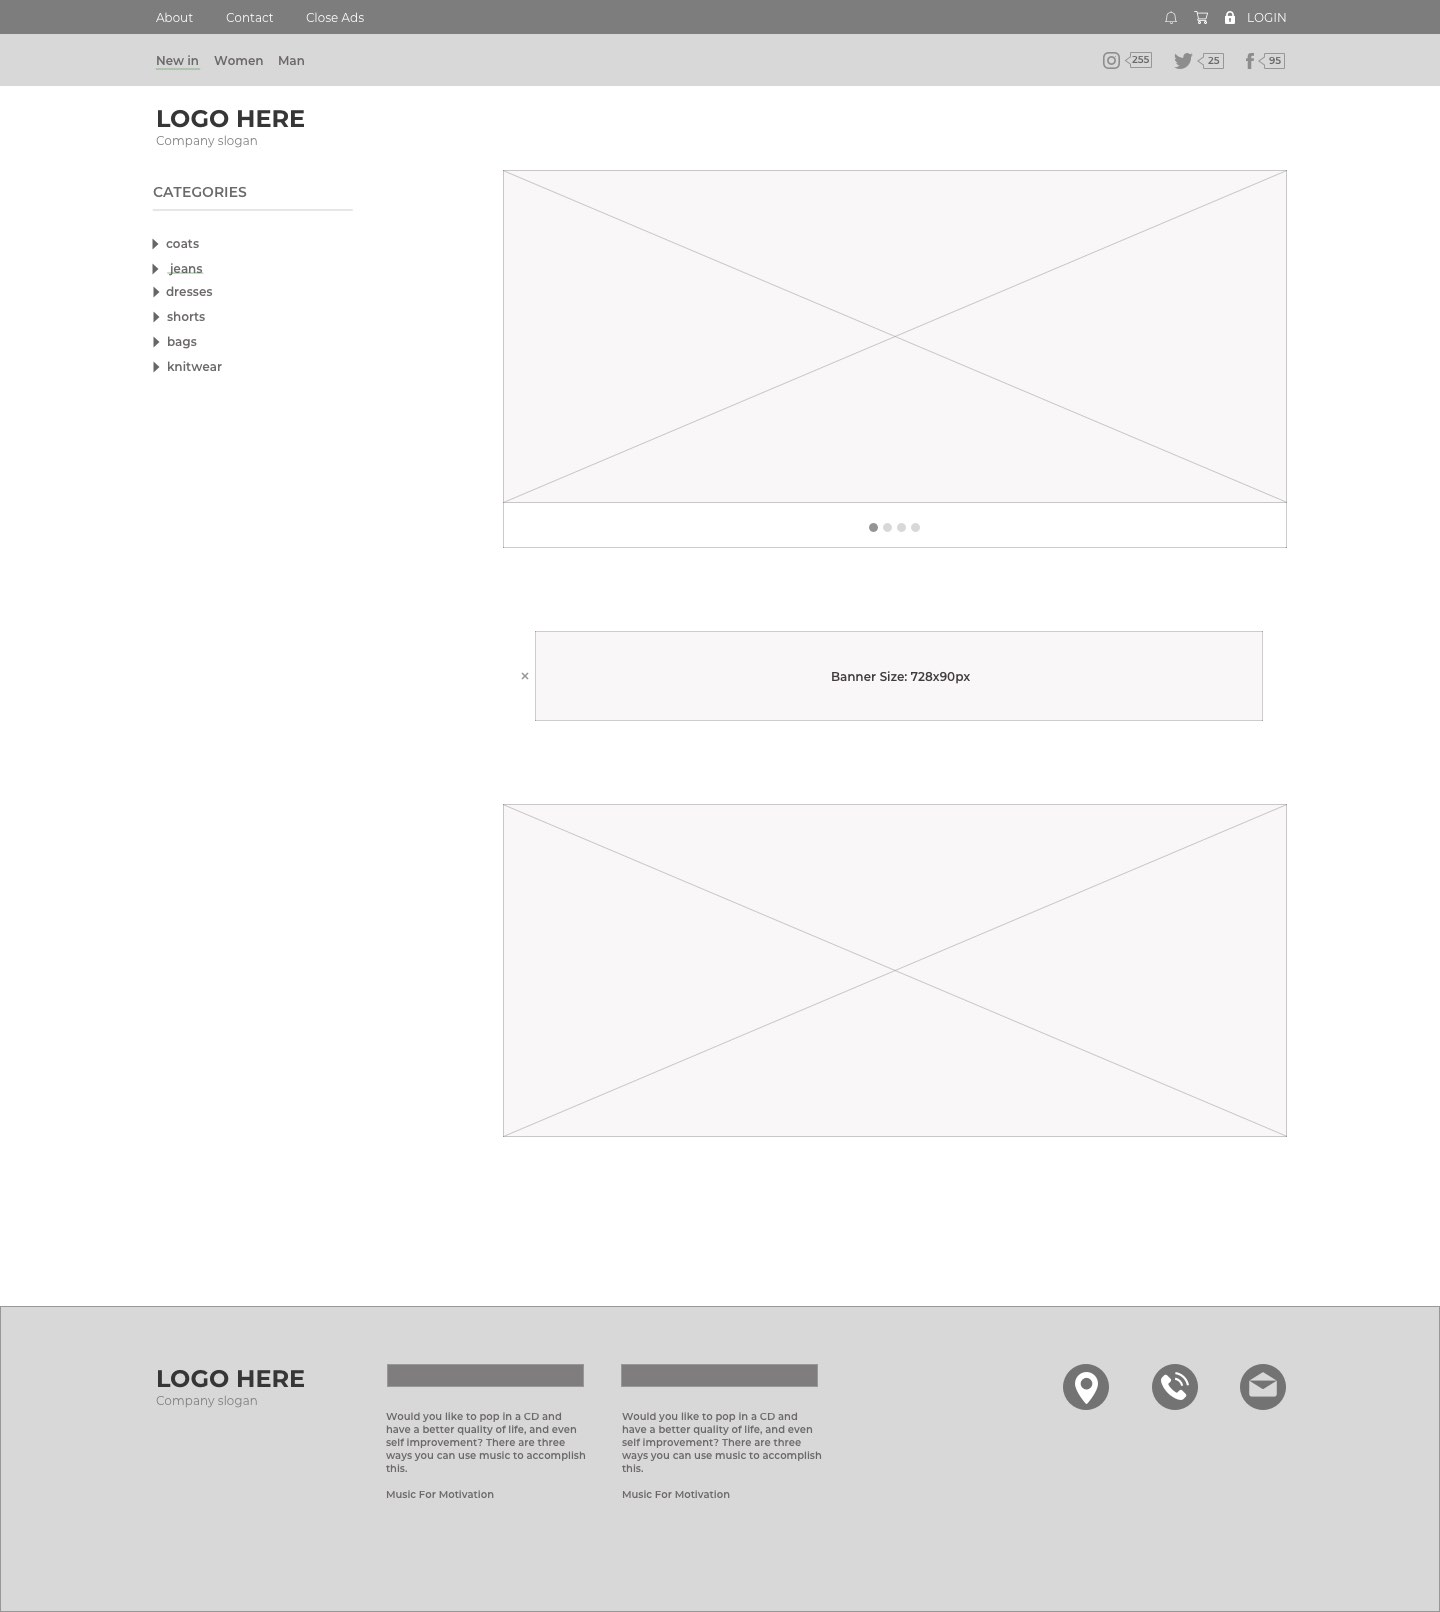 About Contact Close Ads LOGIN
New in Women Man 255 25 95
LOGO HERE
Company slogan
CATEGORIES
coats
jeans
dresses
shorts
bags
knitwear
×
Banner Size: 728x90px
LOGO HERE
Company slogan
Would you like to pop in a CD and
have a better quality of life, and even
self improvement? There are three
ways you can use music to accomplish
this.
Music For Motivation
Would you like to pop in a CD and
have a better quality of life, and even
self improvement? There are three
ways you can use music to accomplish
this.
Music For Motivation